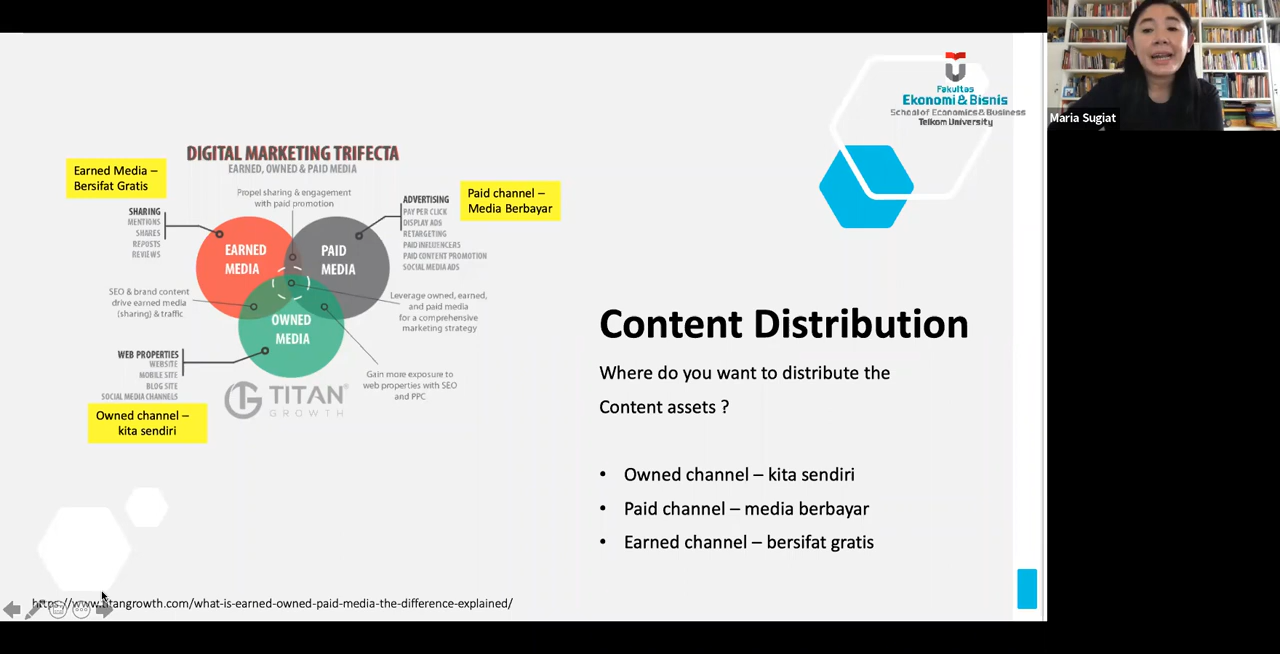 Maria Sugiat
Fakultas
Ekonomi & Bisnis
School of Economics & Business
Telkom University
DIGITAL MARKETING TRIFECTA
EARNED, OWNED & PAID MEDIA
Earned Media –
Bersifat Gratis
Propel sharing & engagement
with paid promotion
Paid channel –
Media Berbayar
SHARING
MENTIONS
SHARES
REPOSTS
REVIEWS
ADVERTISING
PAY PER CLICK
DISPLAY ADS
RETARGETING
PAID INFLUENCERS
PAID CONTENT PROMOTION
SOCIAL MEDIA ADS
EARNED
MEDIA
PAID
MEDIA
SEO & brand content
drive earned media
(sharing) & traffic
Leverage owned, earned,
and paid media
for a comprehensive
marketing strategy
OWNED
MEDIA
WEB PROPERTIES
WEBSITE
MOBILE SITE
BLOG SITE
SOCIAL MEDIA CHANNELS
Gain more exposure to
web properties with SEO
and PPC
TITAN®
GROWTH
Owned channel –
kita sendiri
Content Distribution
Where do you want to distribute the
Content assets ?
• Owned channel – kita sendiri
• Paid channel – media berbayar
• Earned channel – bersifat gratis
https://www.titangrowth.com/what-is-earned-owned-paid-media-the-difference-explained/